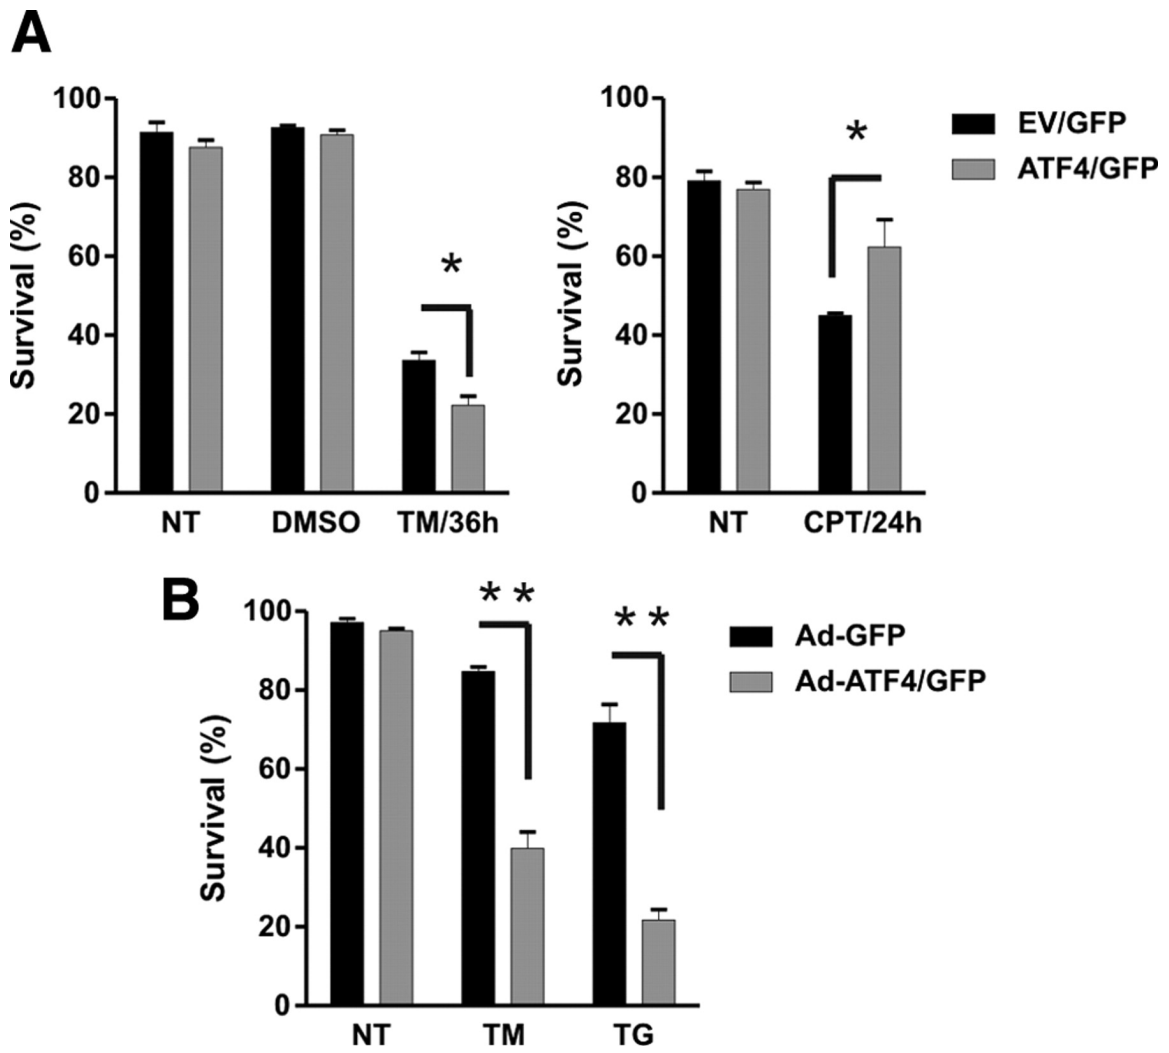 A
100
80
60
40
20
0
Survival (%)
*
NT DMSO TM/36h
100
80
60
40
20
0
Survival (%)
*
NT CPT/24h
EV/GFP
ATF4/GFP
B
100
80
60
40
20
0
Survival (%)
* *
* *
NT TM TG
Ad-GFP
Ad-ATF4/GFP